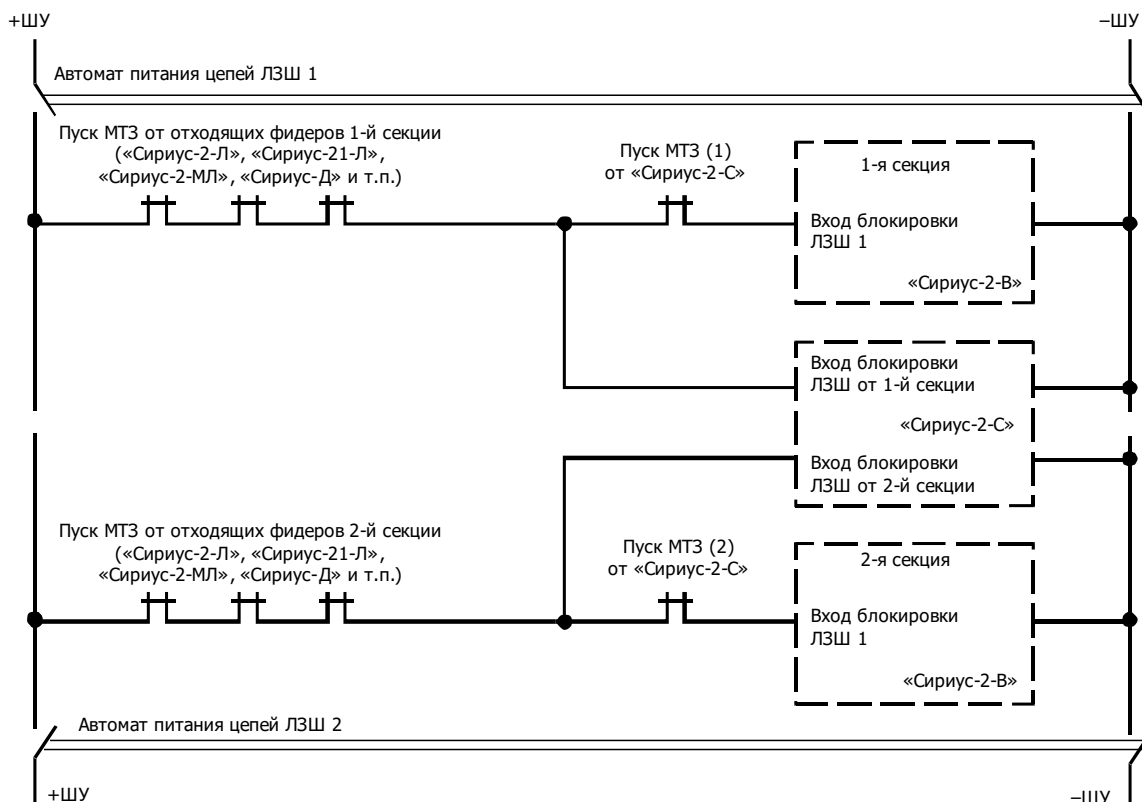 +ШУ
–ШУ
Автомат питания цепей ЛЗШ 1
Пуск МТЗ от отходящих фидеров 1-й секции
(«Сириус-2-Л», «Сириус-21-Л»,
«Сириус-2-МЛ», «Сириус-Д» и т.п.)
Пуск МТЗ (1)
от «Сириус-2-С»
1-я секция
Вход блокировки
ЛЗШ 1
«Сириус-2-В»
Вход блокировки
ЛЗШ от 1-й секции
«Сириус-2-С»
Вход блокировки
ЛЗШ от 2-й секции
Пуск МТЗ от отходящих фидеров 2-й секции
(«Сириус-2-Л», «Сириус-21-Л»,
«Сириус-2-МЛ», «Сириус-Д» и т.п.)
Пуск МТЗ (2)
от «Сириус-2-С»
2-я секция
Вход блокировки
ЛЗШ 1
«Сириус-2-В»
Автомат питания цепей ЛЗШ 2
+ШУ
–ШУ